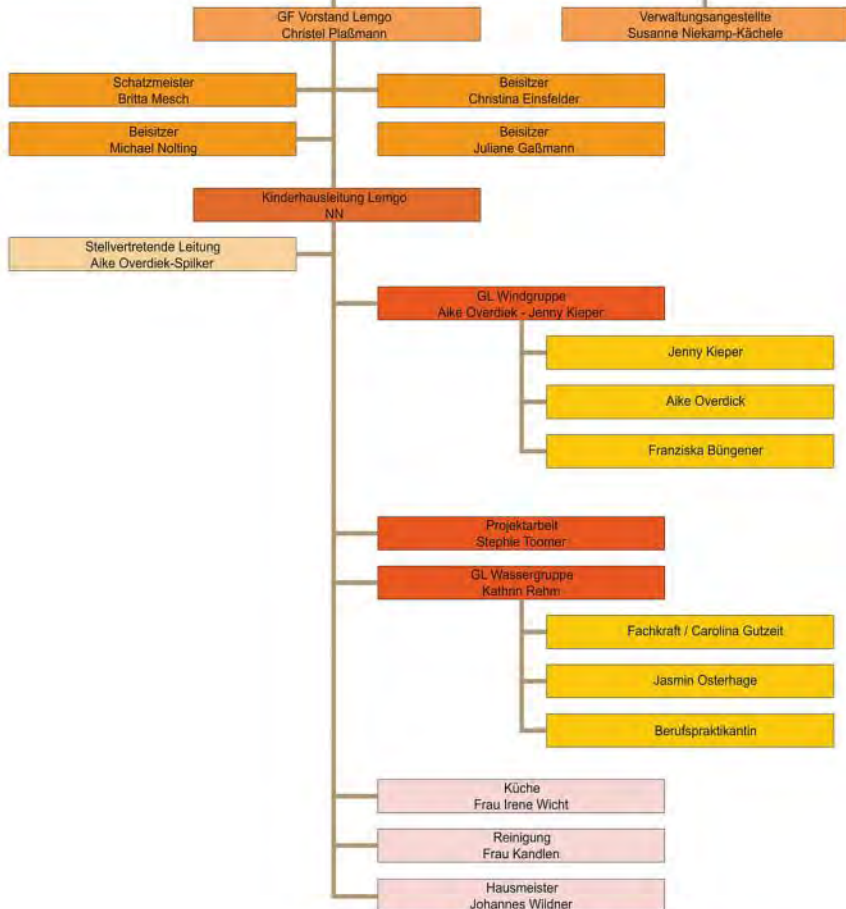 GF Vorstand Lemgo
Christel Plaßmann
Verwaltungsangestellte
Susanne Niekamp-Kächele
Schatzmeister
Britta Mesch
Beisitzer
Christina Einsfelder
Beisitzer
Michael Nolting
Beisitzer
Juliane Gaßmann
Kinderhausleitung Lemgo
NN
Stellvertretende Leitung
Aike Overdiek-Spilker
GL Windgruppe
Aike Overdiek - Jenny Kieper
Jenny Kieper
Aike Overdick
Franziska Büngener
Projektarbeit
Stephie Toomer
GL Wassergruppe
Kathrin Rehm
Fachkraft / Carolina Gutzeit
Jasmin Osterhage
Berufspraktikantin
Küche
Frau Irene Wicht
Reinigung
Frau Kandlen
Hausmeister
Johannes Wildner